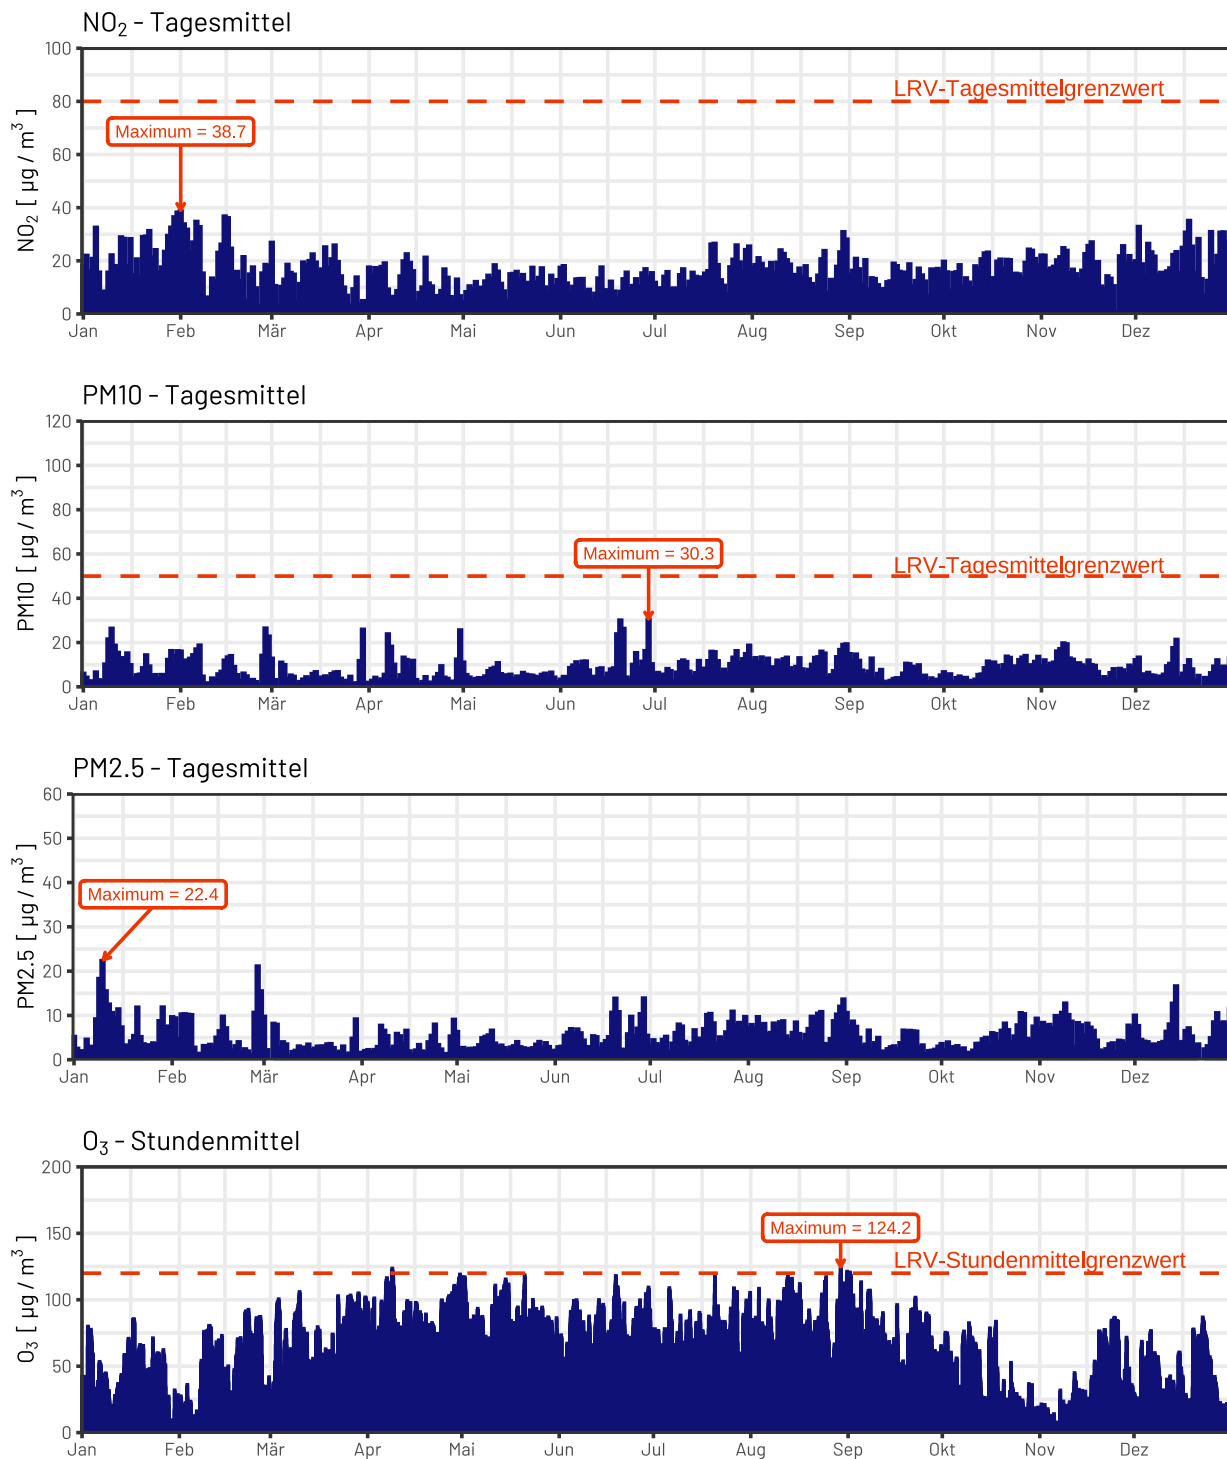 NO₂ - Tagesmittel
NO₂ [ µg / m³ ]
100
80
60
40
20
0
LRV-Tagesmittelgrenzwert
Maximum = 38.7
Jan Feb Mär Apr Mai Jun Jul Aug Sep Okt Nov Dez
PM10 - Tagesmittel
PM10 [ µg / m³ ]
120
100
80
60
40
20
0
Maximum = 30.3
LRV-Tagesmittelgrenzwert
Jan Feb Mär Apr Mai Jun Jul Aug Sep Okt Nov Dez
PM2.5 - Tagesmittel
PM2.5 [ µg / m³ ]
60
50
40
30
20
10
0
Maximum = 22.4
Jan Feb Mär Apr Mai Jun Jul Aug Sep Okt Nov Dez
O₃ - Stundenmittel
O₃ [ µg / m³ ]
200
150
100
50
0
Maximum = 124.2
LRV-Stundenmittelgrenzwert
Jan Feb Mär Apr Mai Jun Jul Aug Sep Okt Nov Dez